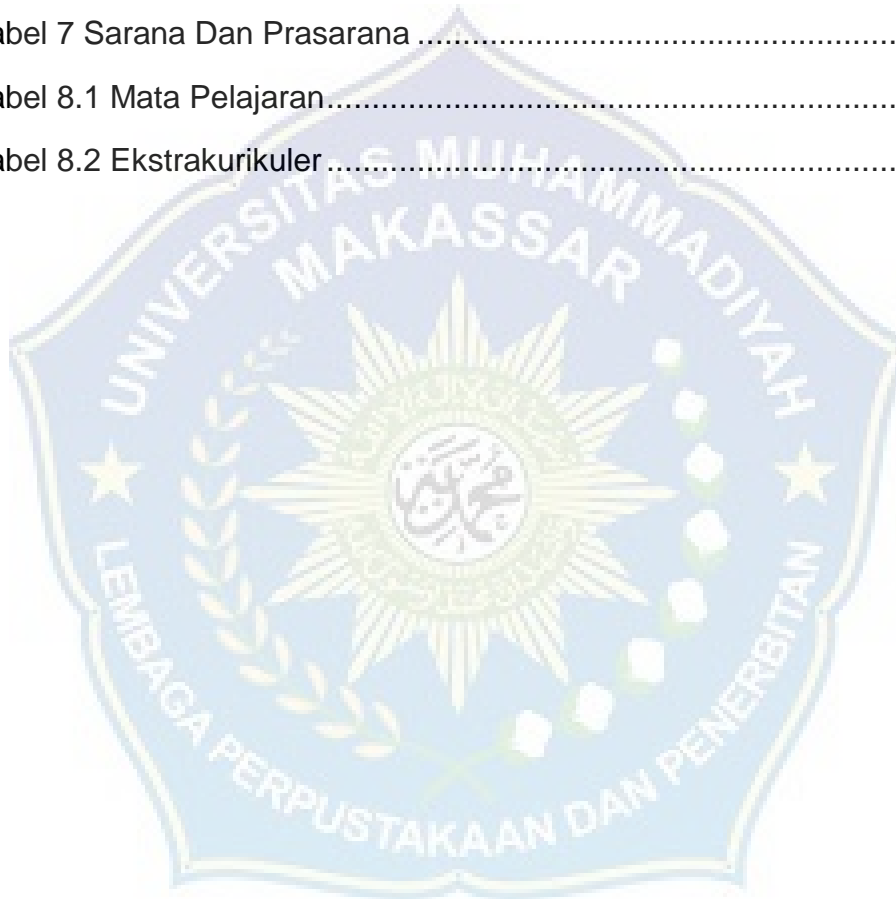 abel 7 Sarana Dan Prasarana ........................................................
abel 8.1 Mata Pelajaran....................................................................
abel 8.2 Ekstrakurikuler....................................................................
UNIVERSITAS MUHAMMADIYAH
MAKASSAR
LEMBAGA PERPUSTAKAAN DAN PENERBITAN